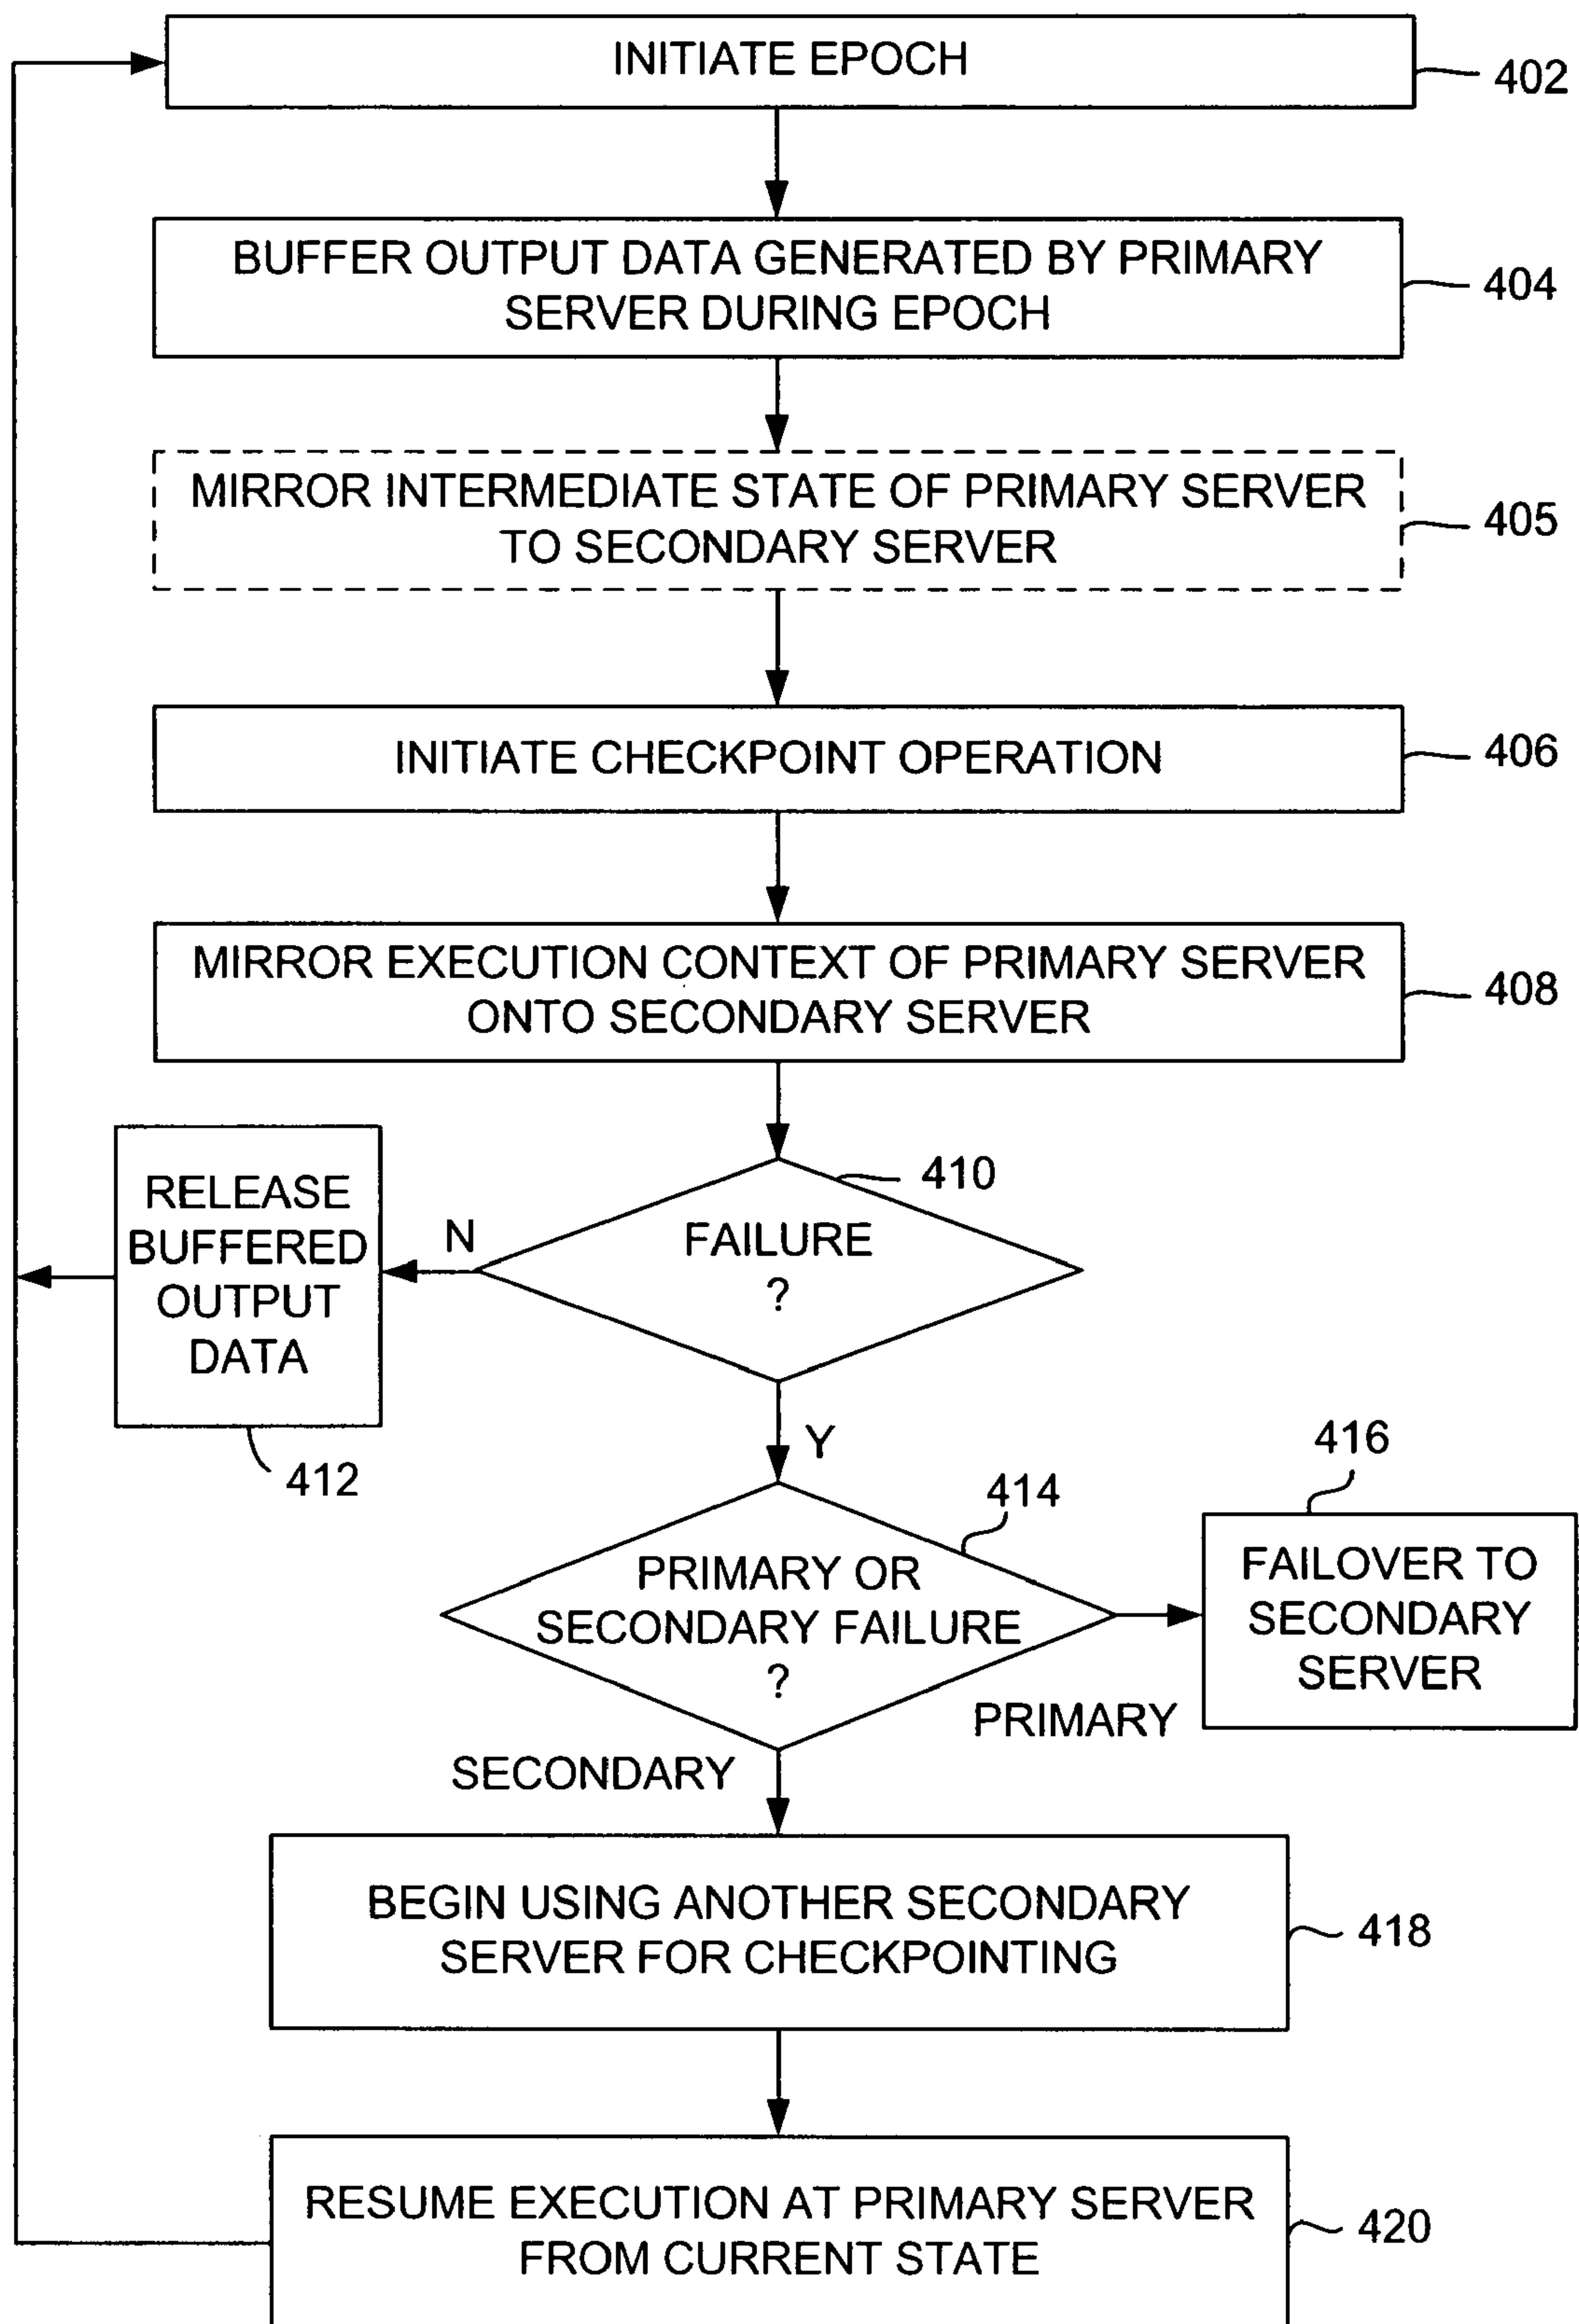 INITIATE EPOCH
402
BUFFER OUTPUT DATA GENERATED BY PRIMARY
SERVER DURING EPOCH
404
MIRROR INTERMEDIATE STATE OF PRIMARY SERVER
TO SECONDARY SERVER
405
INITIATE CHECKPOINT OPERATION
406
MIRROR EXECUTION CONTEXT OF PRIMARY SERVER
ONTO SECONDARY SERVER
408
410
FAILURE
?
N
RELEASE
BUFFERED
OUTPUT
DATA
412
Y
414
PRIMARY OR
SECONDARY FAILURE
?
416
FAILOVER TO
SECONDARY
SERVER
PRIMARY
SECONDARY
BEGIN USING ANOTHER SECONDARY
SERVER FOR CHECKPOINTING
418
RESUME EXECUTION AT PRIMARY SERVER
FROM CURRENT STATE
420